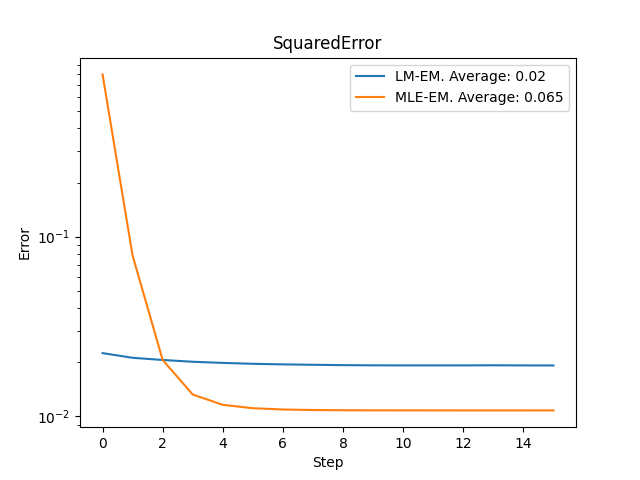 SquaredError
LM-EM. Average: 0.02
MLE-EM. Average: 0.065
Error
10⁻¹
10⁻²
0 2 4 6 8 10 12 14
Step